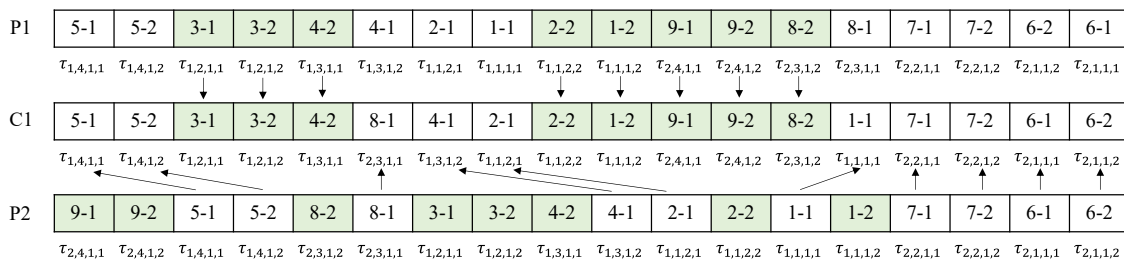 P1 5-1 5-2 3-1 3-2 4-2 4-1 2-1 1-1 2-2 1-2 9-1 9-2 8-2 8-1 7-1 7-2 6-2 6-1
τ1,4,1,1 τ1,4,1,2 τ1,2,1,1 τ1,2,1,2 τ1,3,1,1 τ1,3,1,2 τ1,1,2,1 τ1,1,1,1 τ1,1,2,2 τ1,1,1,2 τ2,4,1,1 τ2,4,1,2 τ2,3,1,2 τ2,3,1,1 τ2,2,1,1 τ2,2,1,2 τ2,1,1,2 τ2,1,1,1
C1 5-1 5-2 3-1 3-2 4-2 8-1 4-1 2-1 2-2 1-2 9-1 9-2 8-2 1-1 7-1 7-2 6-1 6-2
τ1,4,1,1 τ1,4,1,2 τ1,2,1,1 τ1,2,1,2 τ1,3,1,1 τ2,3,1,1 τ1,3,1,2 τ1,1,2,1 τ1,1,2,2 τ1,1,1,2 τ2,4,1,1 τ2,4,1,2 τ2,3,1,2 τ1,1,1,1 τ2,2,1,1 τ2,2,1,2 τ2,1,1,1 τ2,1,1,2
P2 9-1 9-2 5-1 5-2 8-2 8-1 3-1 3-2 4-2 4-1 2-1 2-2 1-1 1-2 7-1 7-2 6-1 6-2
τ2,4,1,1 τ2,4,1,2 τ1,4,1,1 τ1,4,1,2 τ2,3,1,2 τ2,3,1,1 τ1,2,1,1 τ1,2,1,2 τ1,3,1,1 τ1,3,1,2 τ1,1,2,1 τ1,1,2,2 τ1,1,1,1 τ1,1,1,2 τ2,2,1,1 τ2,2,1,2 τ2,1,1,1 τ2,1,1,2